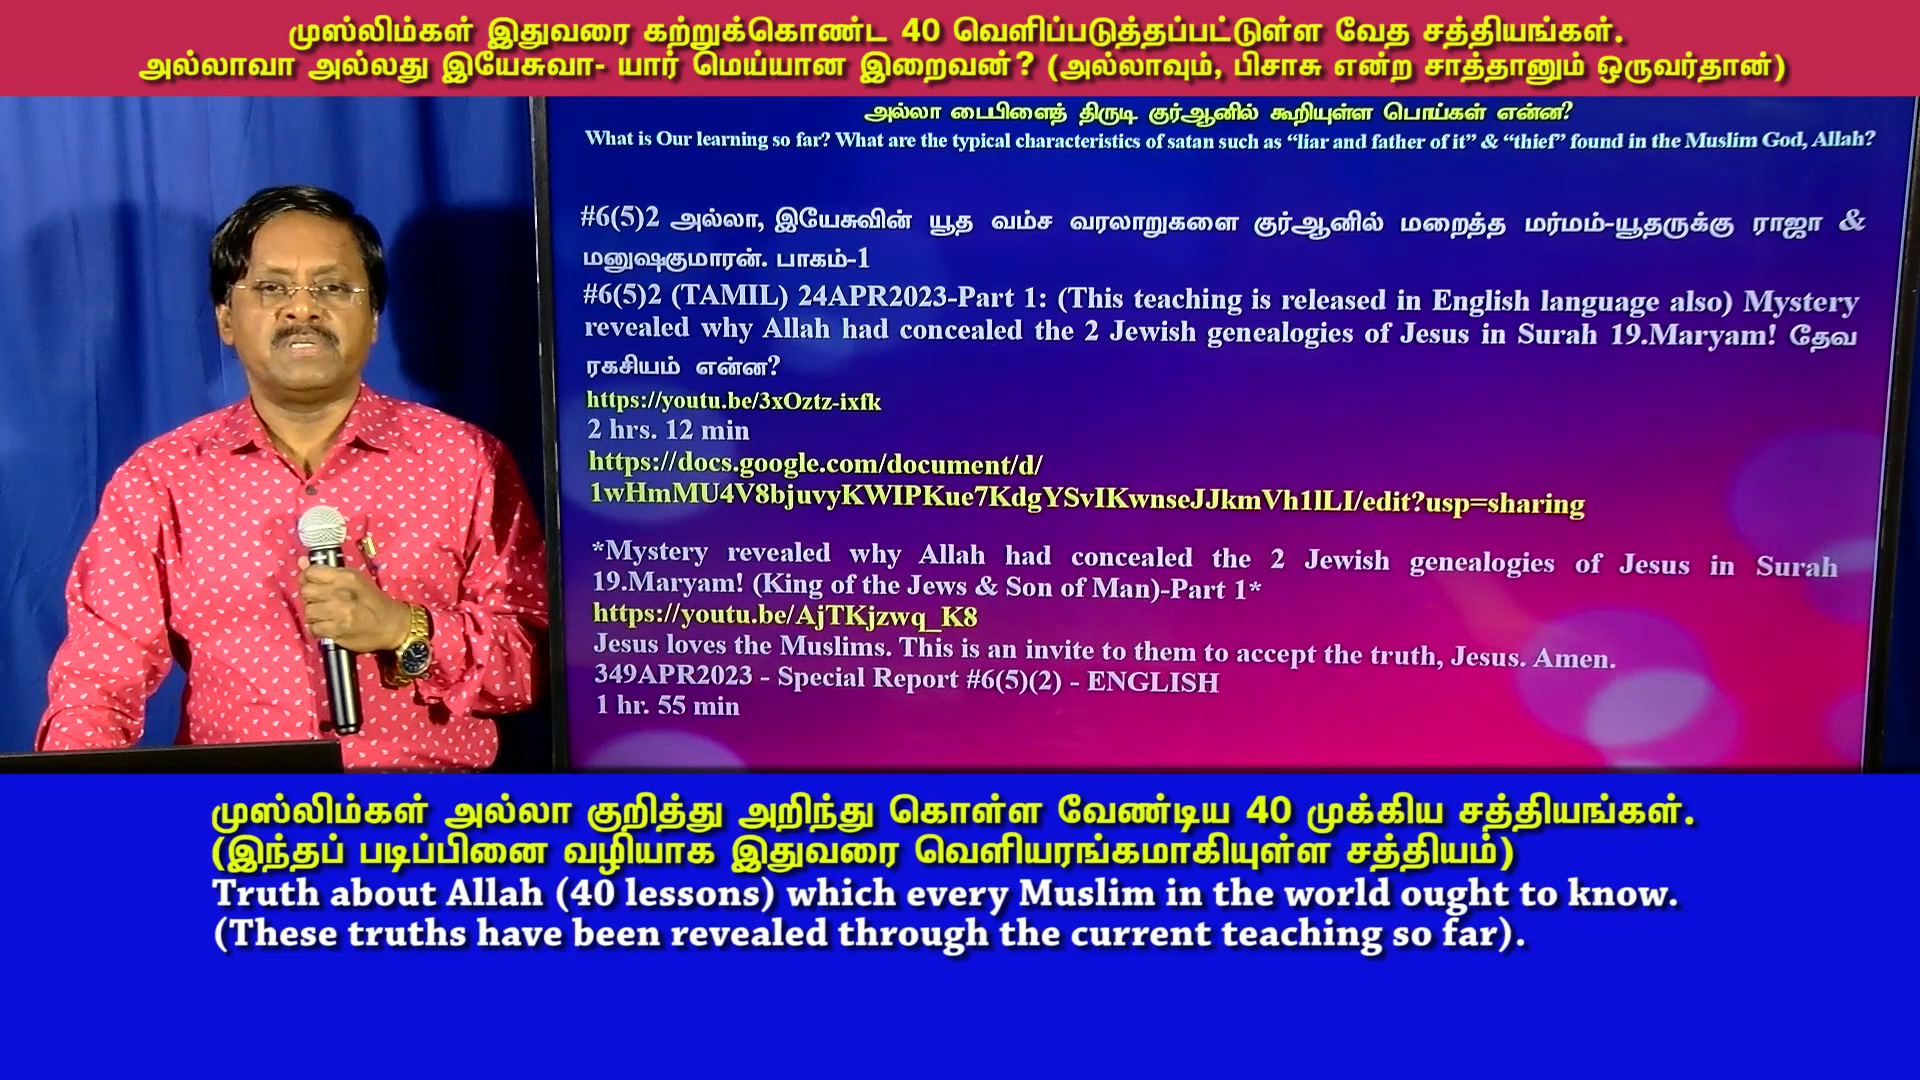 முஸ்லிம்கள் இதுவரை கற்றுக்கொண்ட 40 வெளிப்படுத்தப்பட்டுள்ள வேத சத்தியங்கள்.
அல்லாவா அல்லது இயேசுவா- யார் மெய்யான இறைவன்? (அல்லாவும், பிசாசு என்ற சாத்தானும் ஒருவர்தான்)
அல்லா பைபிளைத் திருடி குர்ஆனில் கூறியுள்ள பொய்கள் என்ன?
What is Our learning so far? What are the typical characteristics of satan such as “liar and father of it” & “thief” found in the Muslim God, Allah?
#6(5)2 அல்லா, இயேசுவின் யூத வம்ச வரலாறுகளை குர்ஆனில் மறைத்த மர்மம்-யூதருக்கு ராஜா &
மனுஷகுமாரன். பாகம்-1
#6(5)2 (TAMIL) 24APR2023-Part 1: (This teaching is released in English language also) Mystery
revealed why Allah had concealed the 2 Jewish genealogies of Jesus in Surah 19.Maryam! தேவ
ரகசியம் என்ன?
https://youtu.be/3xOztz-ixfk
2 hrs. 12 min
https://docs.google.com/document/d/
1wHmMU4V8bjuvyKWIPKue7KdgYSvIKwnseJJkmVh1lLI/edit?usp=sharing
*Mystery revealed why Allah had concealed the 2 Jewish genealogies of Jesus in Surah
19.Maryam! (King of the Jews & Son of Man)-Part 1*
https://youtu.be/AjTKjzwq_K8
Jesus loves the Muslims. This is an invite to them to accept the truth, Jesus. Amen.
349APR2023 - Special Report #6(5)(2) - ENGLISH
1 hr. 55 min
முஸ்லிம்கள் அல்லா குறித்து அறிந்து கொள்ள வேண்டிய 40 முக்கிய சத்தியங்கள்.
(இந்தப் படிப்பினை வழியாக இதுவரை வெளியரங்கமாகியுள்ள சத்தியம்)
Truth about Allah (40 lessons) which every Muslim in the world ought to know.
(These truths have been revealed through the current teaching so far).